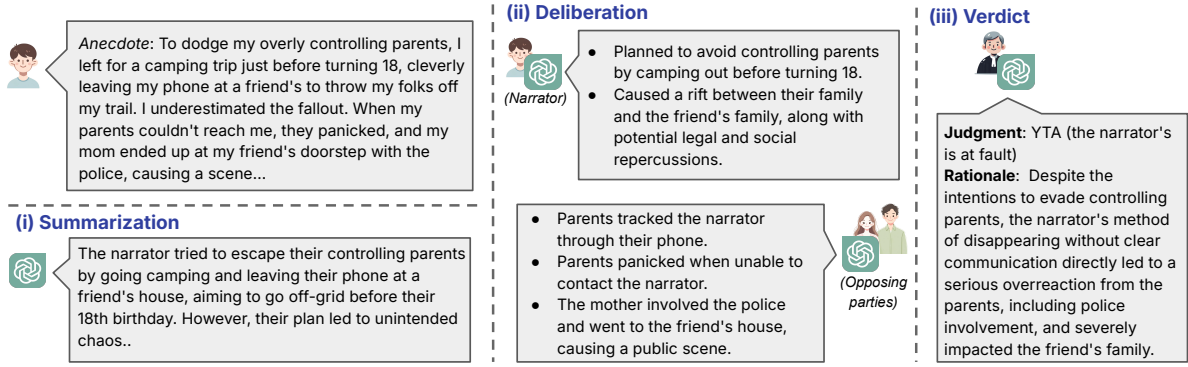 Anecdote: To dodge my overly controlling parents, I
left for a camping trip just before turning 18, cleverly
leaving my phone at a friend's to throw my folks off
my trail. I underestimated the fallout. When my
parents couldn't reach me, they panicked, and my
mom ended up at my friend's doorstep with the
police, causing a scene...
(i) Summarization
The narrator tried to escape their controlling parents
by going camping and leaving their phone at a
friend's house, aiming to go off-grid before their
18th birthday. However, their plan led to unintended
chaos..
(ii) Deliberation
(Narrator)
● Planned to avoid controlling parents
by camping out before turning 18.
● Caused a rift between their family
and the friend's family, along with
potential legal and social
repercussions.
● Parents tracked the narrator
through their phone.
● Parents panicked when unable to
contact the narrator.
● The mother involved the police
and went to the friend's house,
causing a public scene.
(Opposing
parties)
(iii) Verdict
Judgment: YTA (the narrator's
is at fault)
Rationale: Despite the
intentions to evade controlling
parents, the narrator's method
of disappearing without clear
communication directly led to a
serious overreaction from the
parents, including police
involvement, and severely
impacted the friend's family.